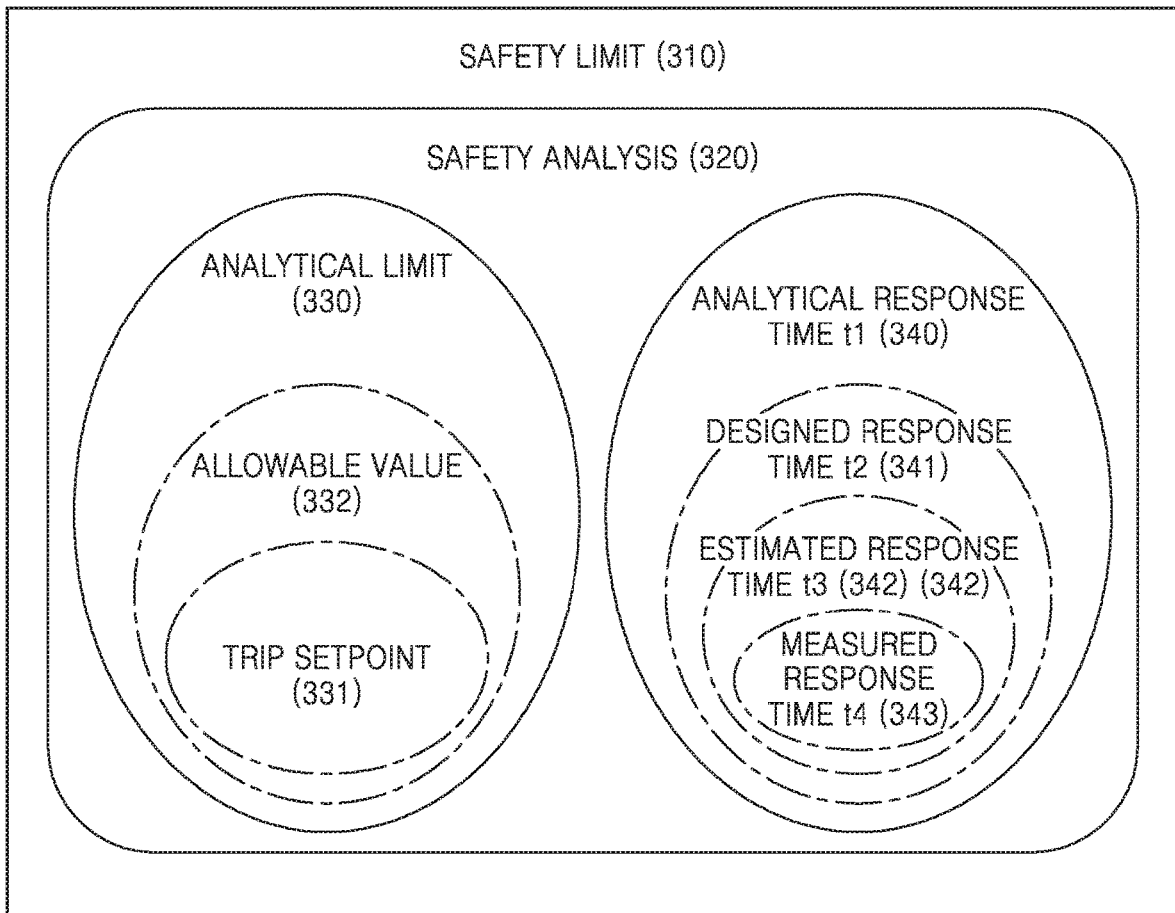 SAFETY LIMIT (310)
SAFETY ANALYSIS (320)
ANALYTICAL LIMIT
(330)
ALLOWABLE VALUE
(332)
TRIP SETPOINT
(331)
ANALYTICAL RESPONSE
TIME t1 (340)
DESIGNED RESPONSE
TIME t2 (341)
ESTIMATED RESPONSE
TIME t3 (342) (342)
MEASURED
RESPONSE
TIME t4 (343)